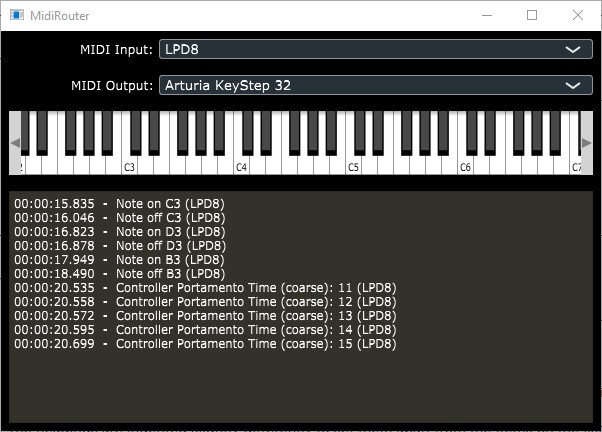 MidiRouter
MIDI Input: LPD8
MIDI Output: Arturia KeyStep 32
2 C3 C4 C5 C6 C7
00:00:15.835 - Note on C3 (LPD8)
00:00:16.046 - Note off C3 (LPD8)
00:00:16.823 - Note on D3 (LPD8)
00:00:16.878 - Note off D3 (LPD8)
00:00:17.949 - Note on B3 (LPD8)
00:00:18.490 - Note off B3 (LPD8)
00:00:20.535 - Controller Portamento Time (coarse): 11 (LPD8)
00:00:20.558 - Controller Portamento Time (coarse): 12 (LPD8)
00:00:20.572 - Controller Portamento Time (coarse): 13 (LPD8)
00:00:20.595 - Controller Portamento Time (coarse): 14 (LPD8)
00:00:20.699 - Controller Portamento Time (coarse): 15 (LPD8)